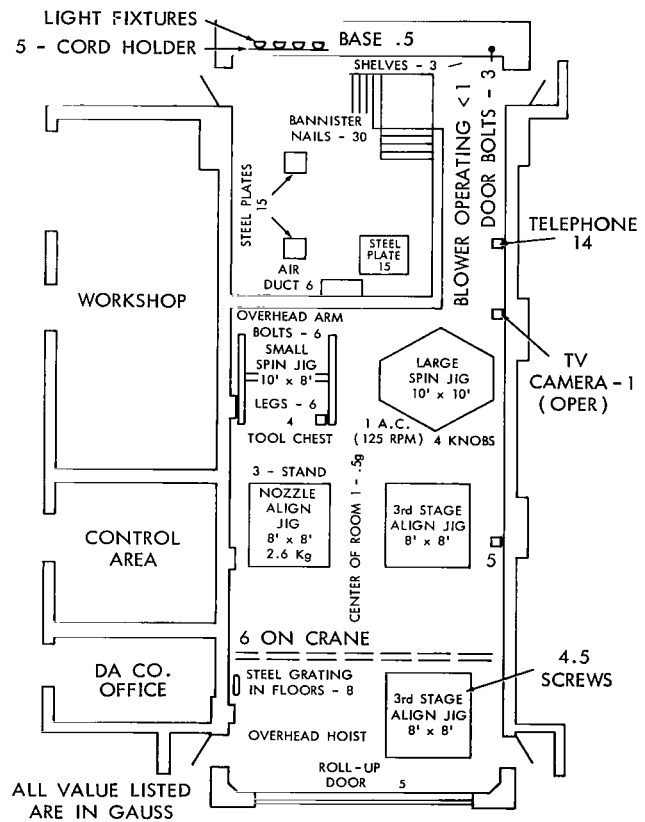 LIGHT FIXTURES
5 - CORD HOLDER
BASE .5
SHELVES - 3
BANNISTER
NAILS - 30
BLOWER OPERATING <1
DOOR BOLTS - 3
STEEL PLATES
15
STEEL
PLATE
15
AIR
DUCT 6
TELEPHONE
14
WORKSHOP
OVERHEAD ARM
BOLTS - 6
SMALL
SPIN JIG
10' x 8'
LEGS - 6
4
TOOL CHEST
LARGE
SPIN JIG
10' x 10'
TV
CAMERA - 1
( OPER )
1 A.C.
(125 RPM) 4 KNOBS
3 - STAND
NOZZLE
ALIGN
JIG
8' x 8'
2.6 Kg
CENTER OF ROOM 1 - .5g
3rd STAGE
ALIGN JIG
8' x 8'
5
CONTROL
AREA
6 ON CRANE
DA CO.
OFFICE
STEEL GRATING
IN FLOORS - 8
3rd STAGE
ALIGN JIG
8' x 8'
4.5
SCREWS
OVERHEAD HOIST
ROLL-UP
DOOR 5
ALL VALUE LISTED
ARE IN GAUSS